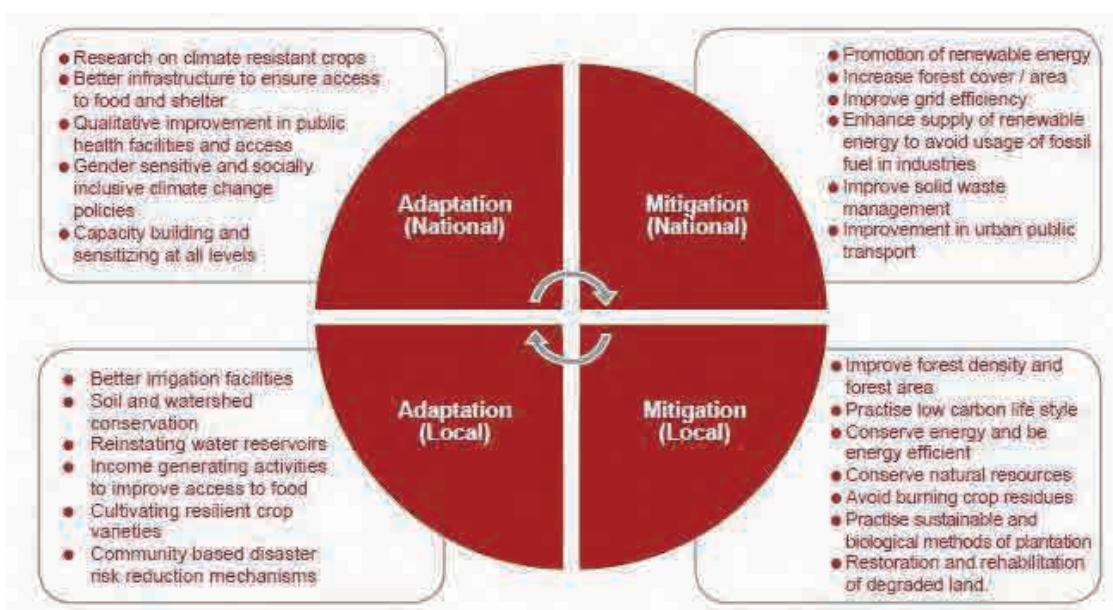 ● Research on climate resistant crops
● Better infrastructure to ensure access
to food and shelter
● Qualitative improvement in public
health facilities and access
● Gender sensitive and socially
inclusive climate change
policies
● Capacity building and
sensitizing at all levels
Adaptation
(National)
Mitigation
(National)
● Promotion of renewable energy
● Increase forest cover / area
● Improve grid efficiency
● Enhance supply of renewable
energy to avoid usage of fossil
fuel in industries
● Improve solid waste
management
● Improvement in urban public
transport
● Better irrigation facilities
● Soil and watershed
conservation
● Reinstating water reservoirs
● Income generating activities
to improve access to food
● Cultivating resilient crop
varieties
● Community based disaster
risk reduction mechanisms
Adaptation
(Local)
Mitigation
(Local)
● Improve forest density and
forest area
● Practise low carbon life style
● Conserve energy and be
energy efficient
● Conserve natural resources
● Avoid burning crop residues
● Practise sustainable and
biological methods of plantation
● Restoration and rehabilitation
of degraded land.